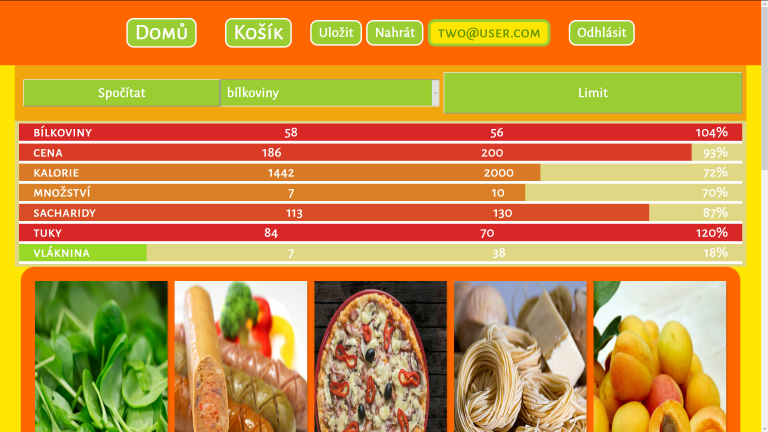 Domů Košík Uložit Nahrát TWO@USER.COM Odhlásit
Spočítat bílkoviny Limit
BÍLKOVINY 58 56 104%
CENA 186 200 93%
KALORIE 1442 2000 72%
MNOŽSTVÍ 7 10 70%
SACHARIDY 113 130 87%
TUKY 84 70 120%
VLÁKNINA 7 38 18%